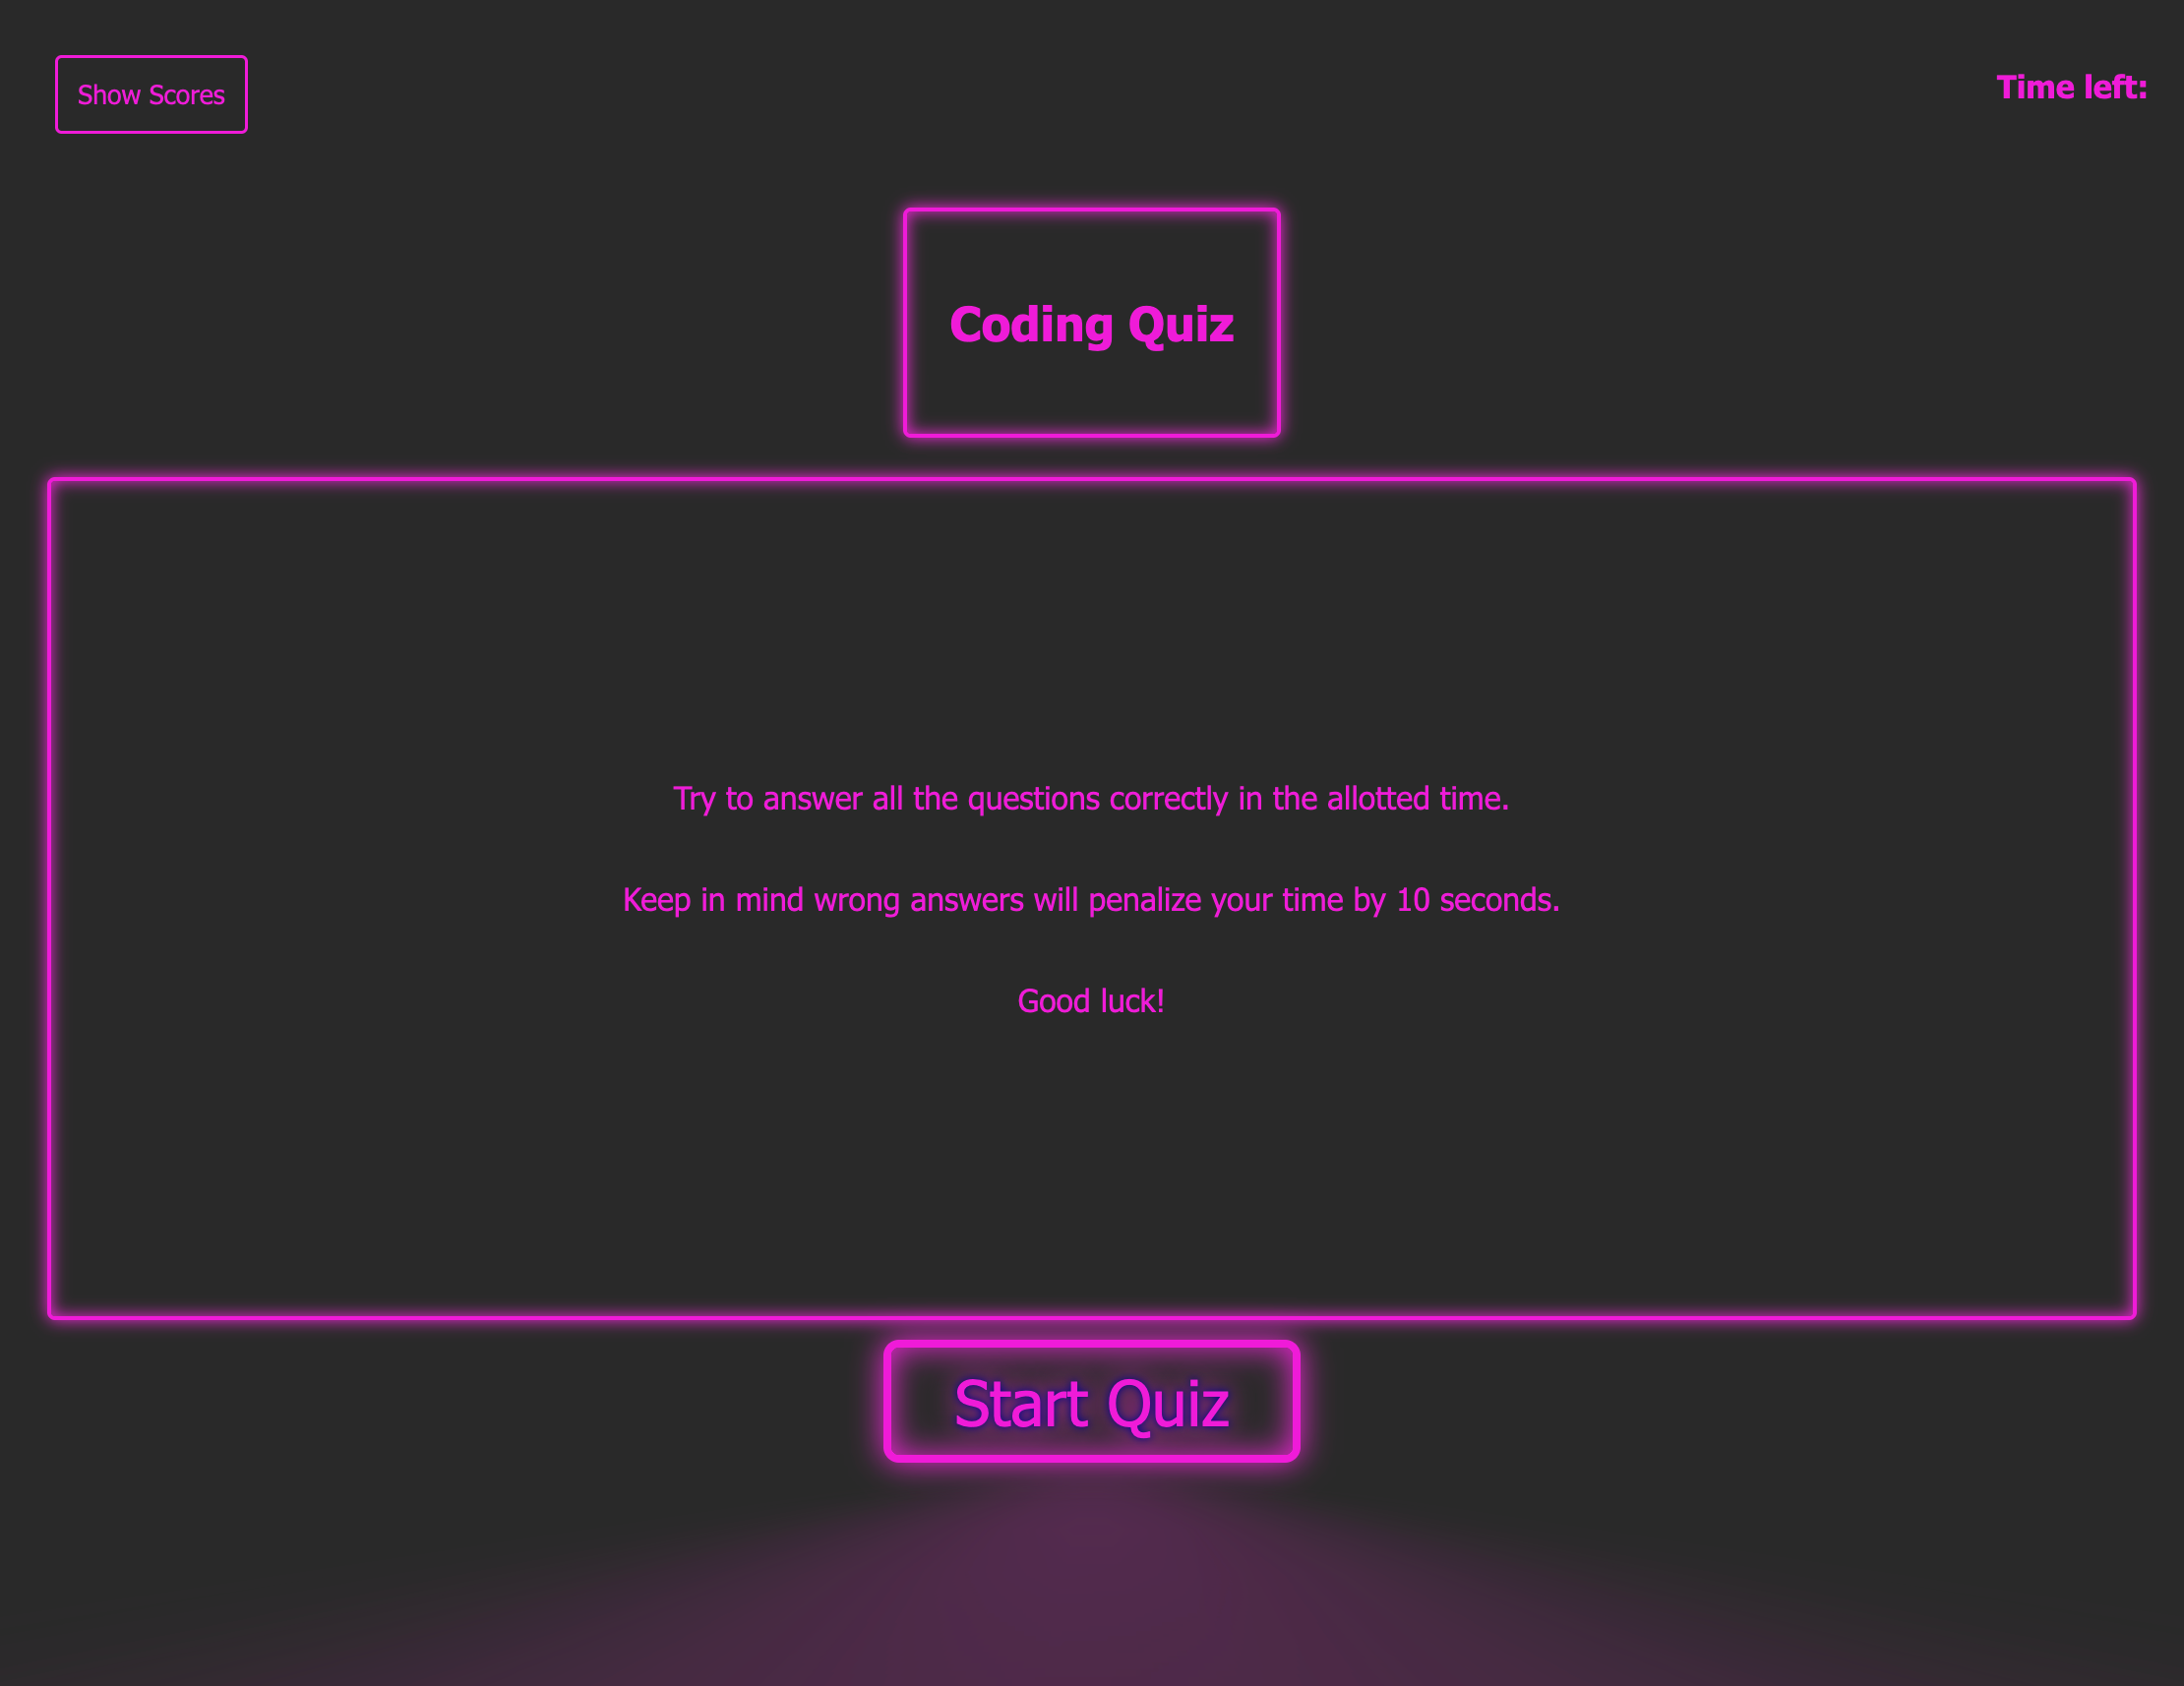 Show Scores
Time left:
Coding Quiz
Try to answer all the questions correctly in the allotted time.
Keep in mind wrong answers will penalize your time by 10 seconds.
Good luck!
Start Quiz